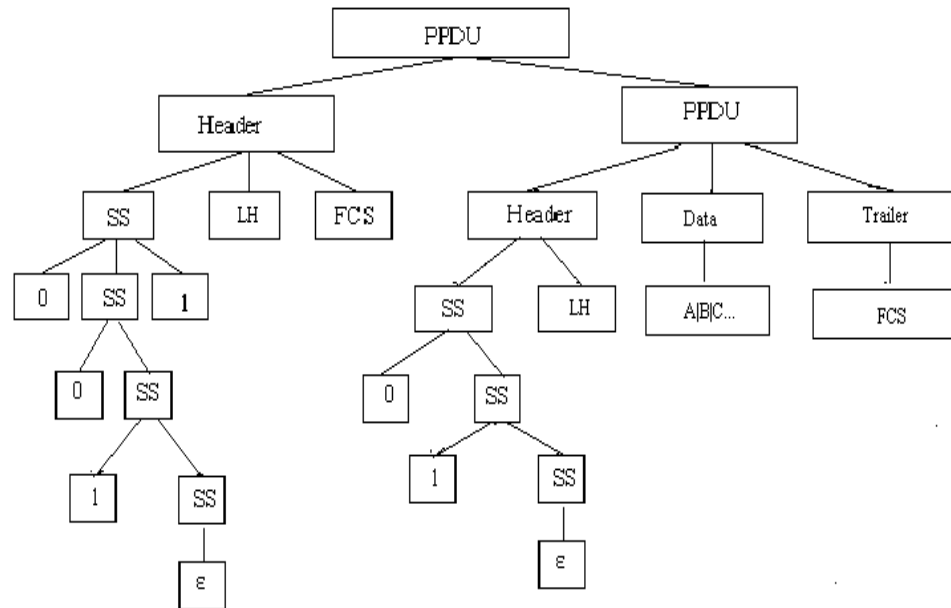 PPDU
Header PPDU
SS LH FCS Header Data Trailer
0 SS 1 SS LH A|B|C... FCS
0 SS 0 SS
1 SS 1 SS
ε ε